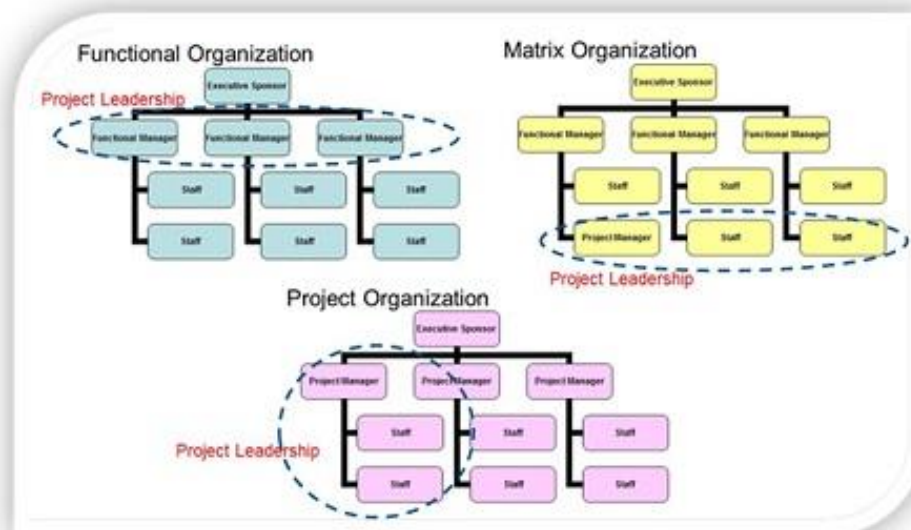 Functional Organization
Executive Sponsor
Project Leadership
Functional Manager Functional Manager Functional Manager
Staff Staff Staff
Staff Staff Staff
Matrix Organization
Executive Sponsor
Functional Manager Functional Manager Functional Manager
Staff Staff Staff
Project Manager Staff Staff
Project Leadership
Project Organization
Executive Sponsor
Project Manager Project Manager Project Manager
Staff Staff Staff
Project Leadership
Staff Staff Staff